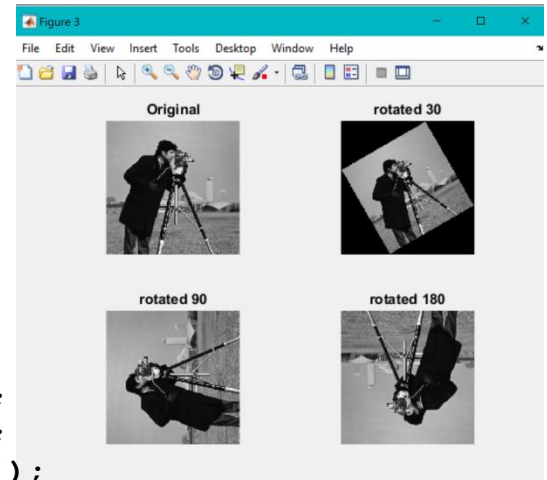 Figure 3
File Edit View Insert Tools Desktop Window Help
Original
rotated 30
rotated 90
rotated 180
;
;
);